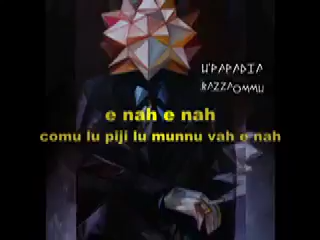 U'PAPADIA
RAZZAOMMU
e nah e nah
comu lu piji lu munnu vah e nah